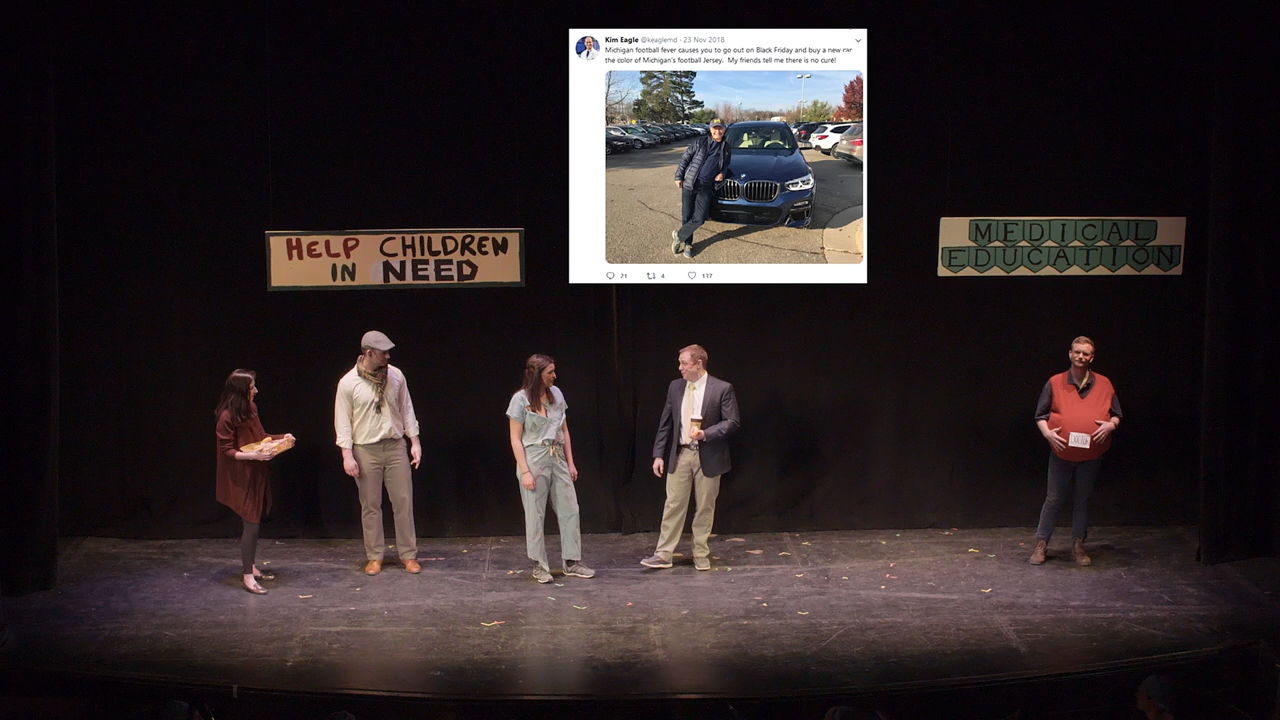 Kim Eagle @keaglemd · 23 Nov 2018
Michigan football fever causes you to go out on Black Friday and buy a new car
the color of Michigan's football Jersey. My friends tell me there is no cure!
21 4 137
HELP CHILDREN
IN NEED
MEDICAL
EDUCATION